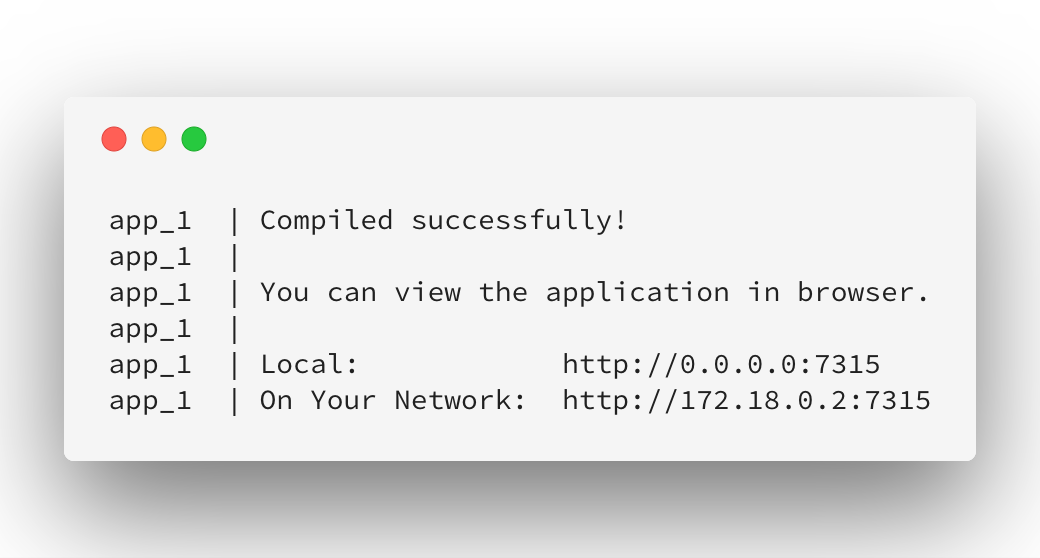 app_1  | Compiled successfully!
app_1  |
app_1  | You can view the application in browser.
app_1  |
app_1  | Local:            http://0.0.0.0:7315
app_1  | On Your Network:  http://172.18.0.2:7315